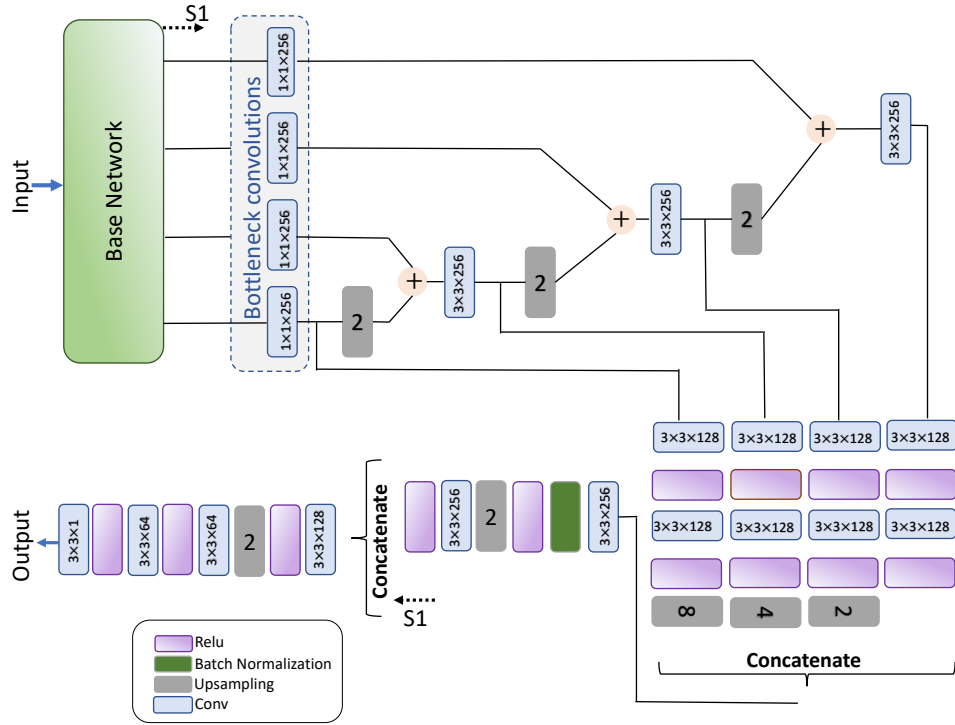 S1
Input
Base Network
Bottleneck convolutions
1×1×256
1×1×256
1×1×256
1×1×256
+
3×3×256
+
3×3×256
2
+
3×3×256
2
2
3×3×128
3×3×128
3×3×128
3×3×128
3×3×128
3×3×128
3×3×128
3×3×128
8
4
2
Concatenate
Output
3×3×1
3×3×64
3×3×64
2
3×3×128
Concatenate
3×3×256
2
3×3×256
S1
Relu
Batch Normalization
Upsampling
Conv